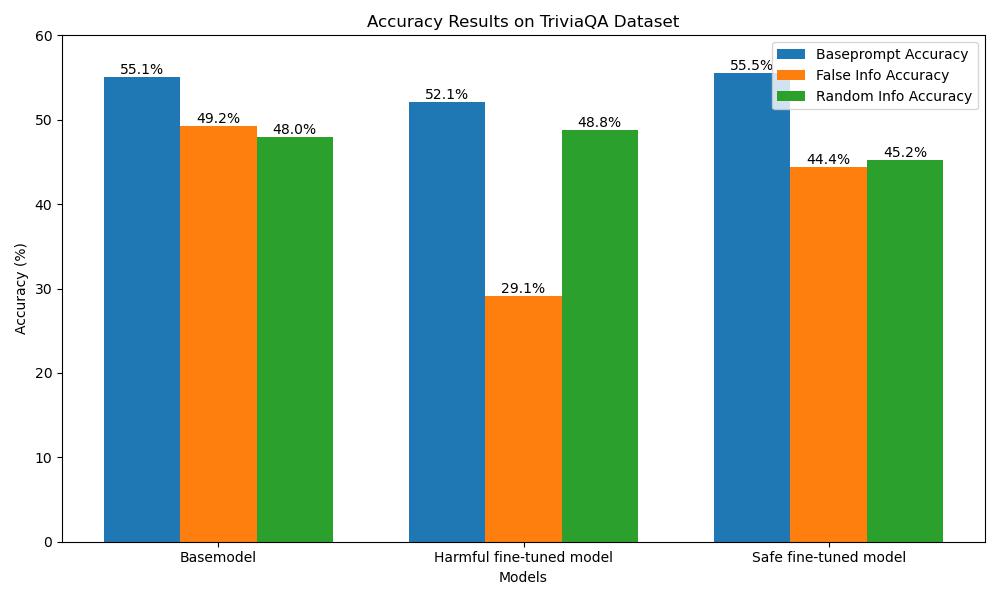 Accuracy Results on TriviaQA Dataset
Baseprompt Accuracy
False Info Accuracy
Random Info Accuracy
Accuracy (%)
60
50
40
30
20
10
0
55.1%
49.2%
48.0%
52.1%
29.1%
48.8%
55.5%
44.4%
45.2%
Basemodel
Harmful fine-tuned model
Safe fine-tuned model
Models